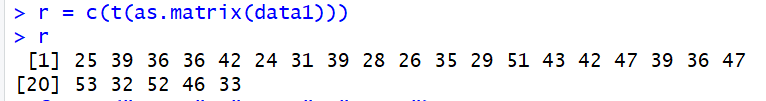 > r = c(t(as.matrix(data1)))
> r
[1] 25 39 36 36 42 24 31 39 28 26 35 29 51 43 42 47 39 36 47
[20] 53 32 52 46 33